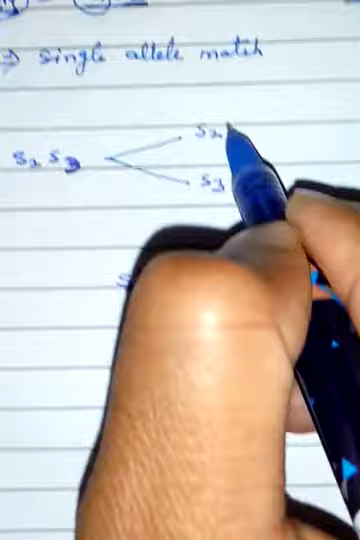 ⇒ single allele match
S₂
S₂ S₃
S₃